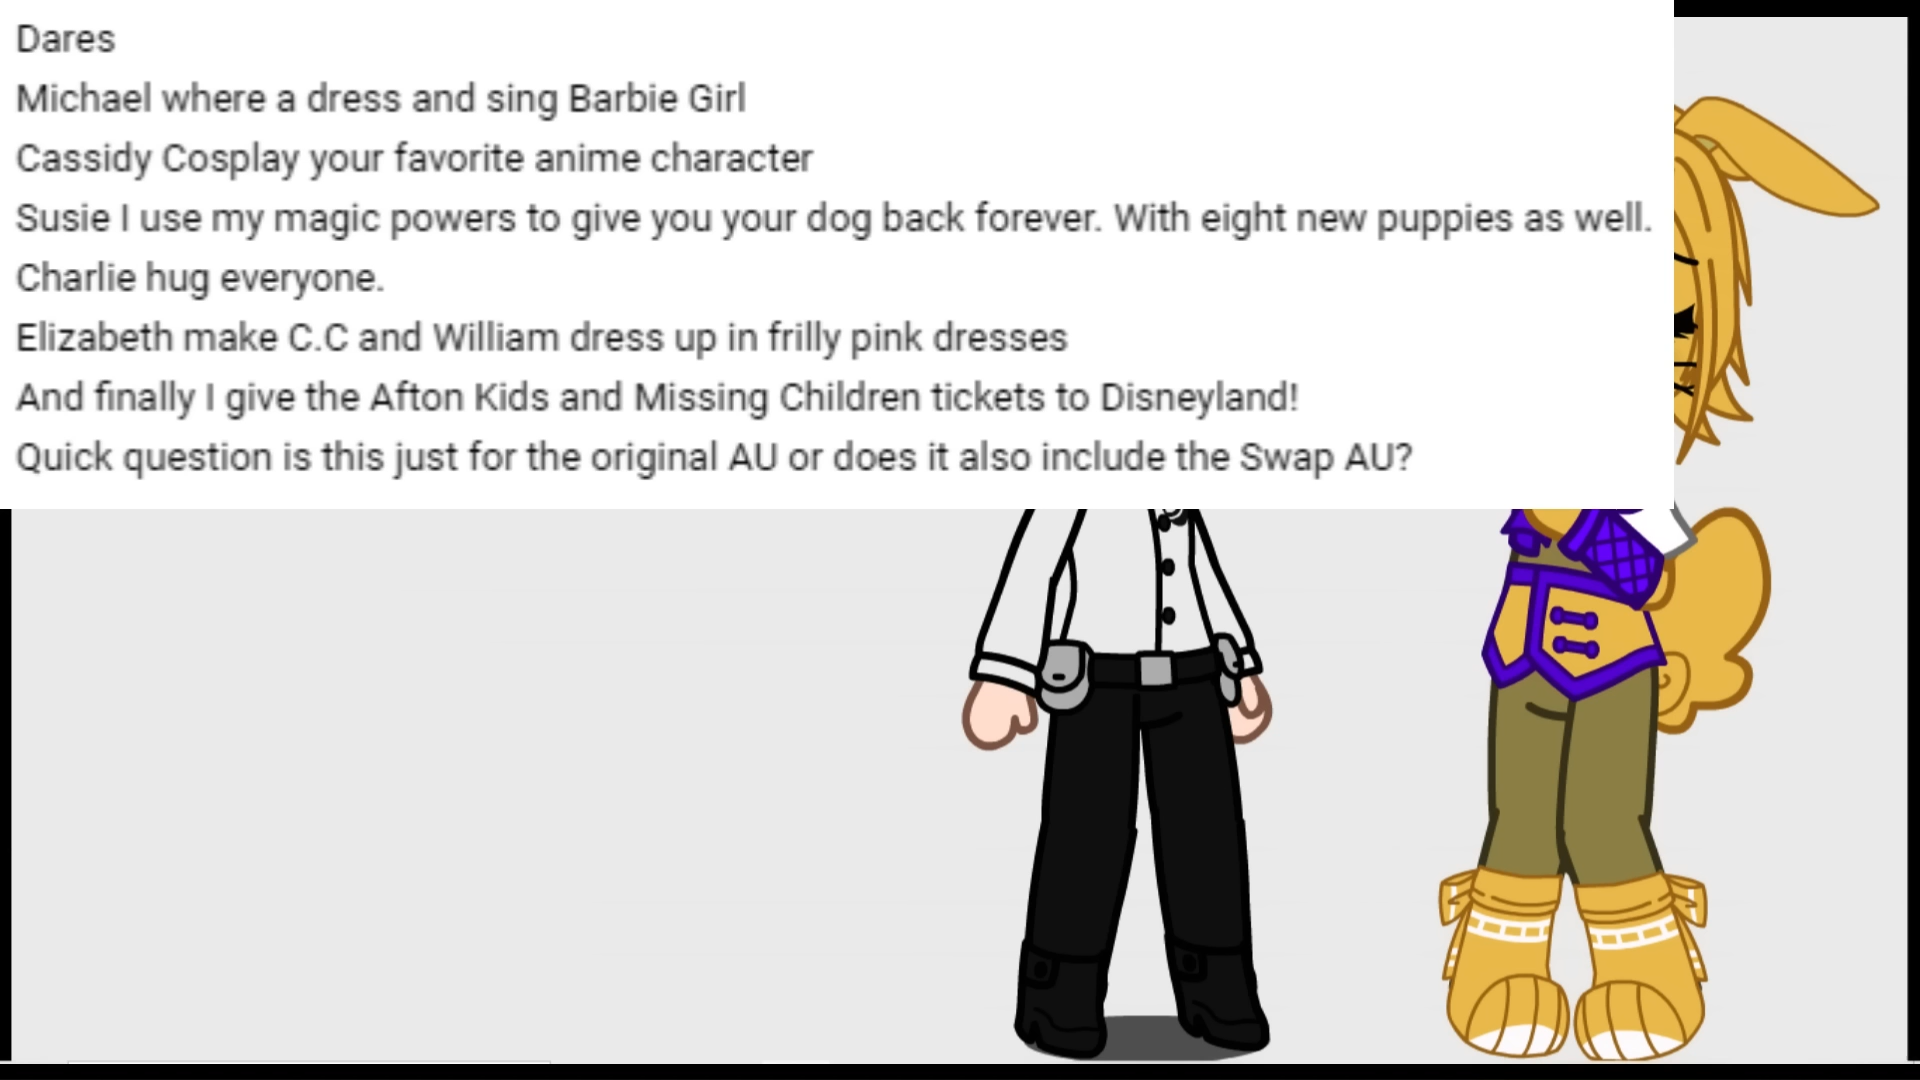 Dares
Michael where a dress and sing Barbie Girl
Cassidy Cosplay your favorite anime character
Susie I use my magic powers to give you your dog back forever. With eight new puppies as well.
Charlie hug everyone.
Elizabeth make C.C and William dress up in frilly pink dresses
And finally I give the Afton Kids and Missing Children tickets to Disneyland!
Quick question is this just for the original AU or does it also include the Swap AU?